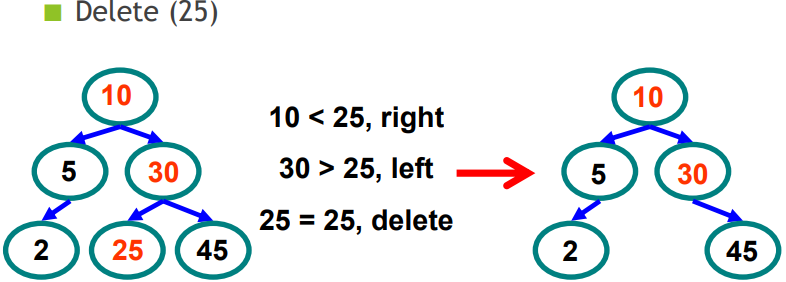 Delete (25)
10
5 30
2 25 45
10 < 25, right
30 > 25, left
25 = 25, delete
10
5 30
2 45